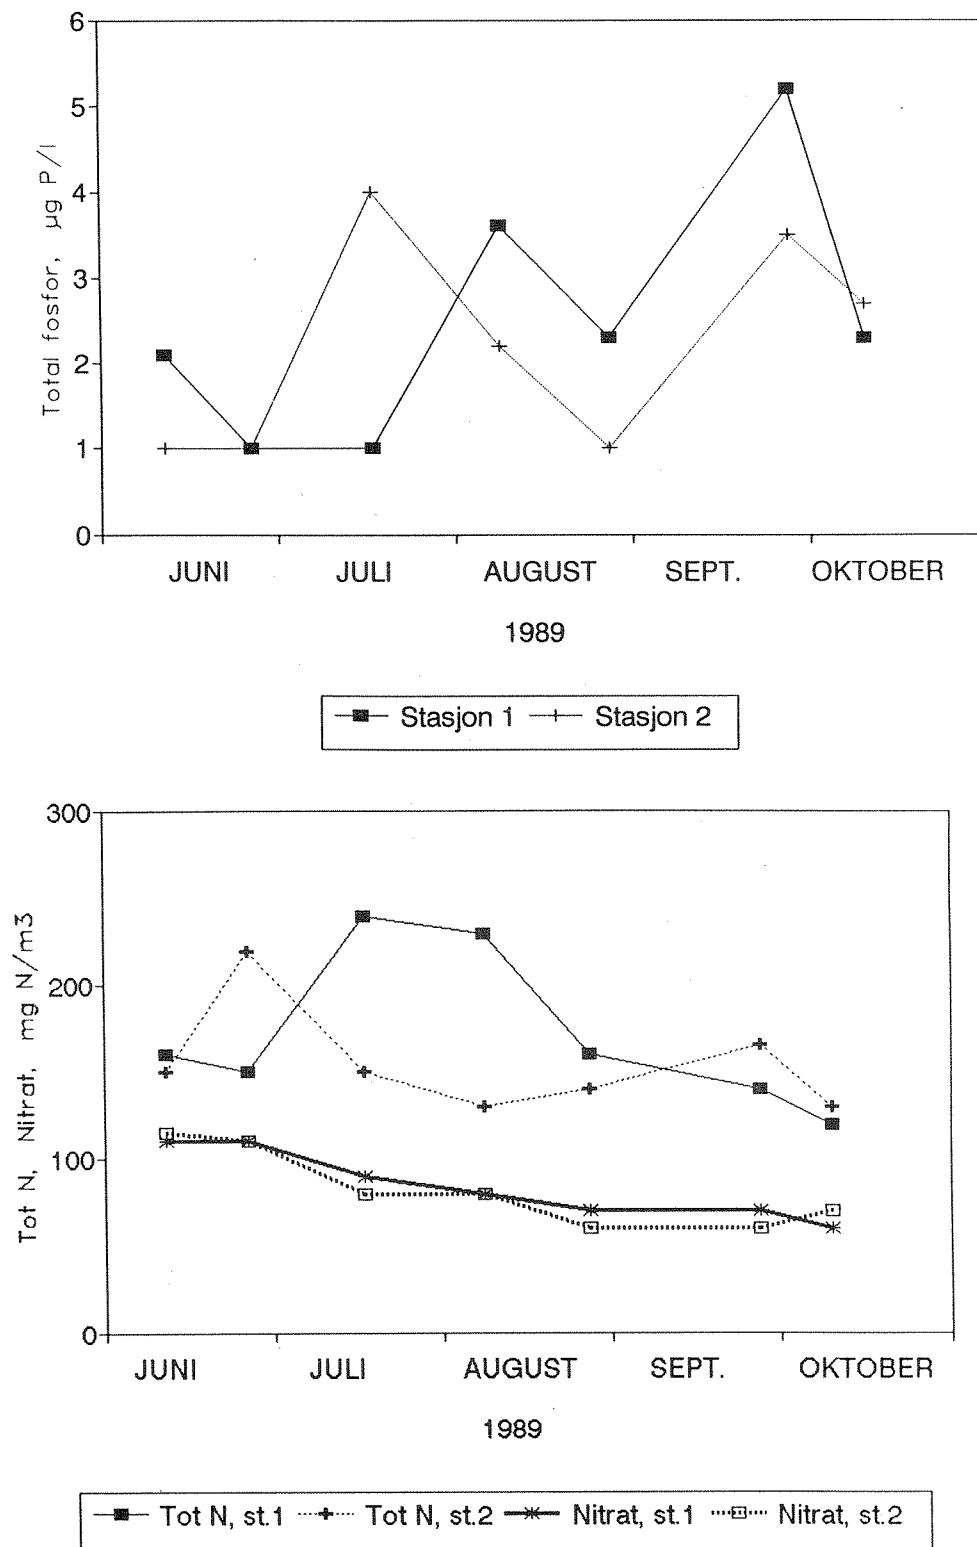 6
5
4
3
2
1
0
Total fosfor, µg P/l
JUNI JULI AUGUST SEPT. OKTOBER
1989
Stasjon 1 Stasjon 2
300
200
100
0
Tot N, Nitrat, mg N/m3
JUNI JULI AUGUST SEPT. OKTOBER
1989
Tot N, st.1 Tot N, st.2 Nitrat, st.1 Nitrat, st.2